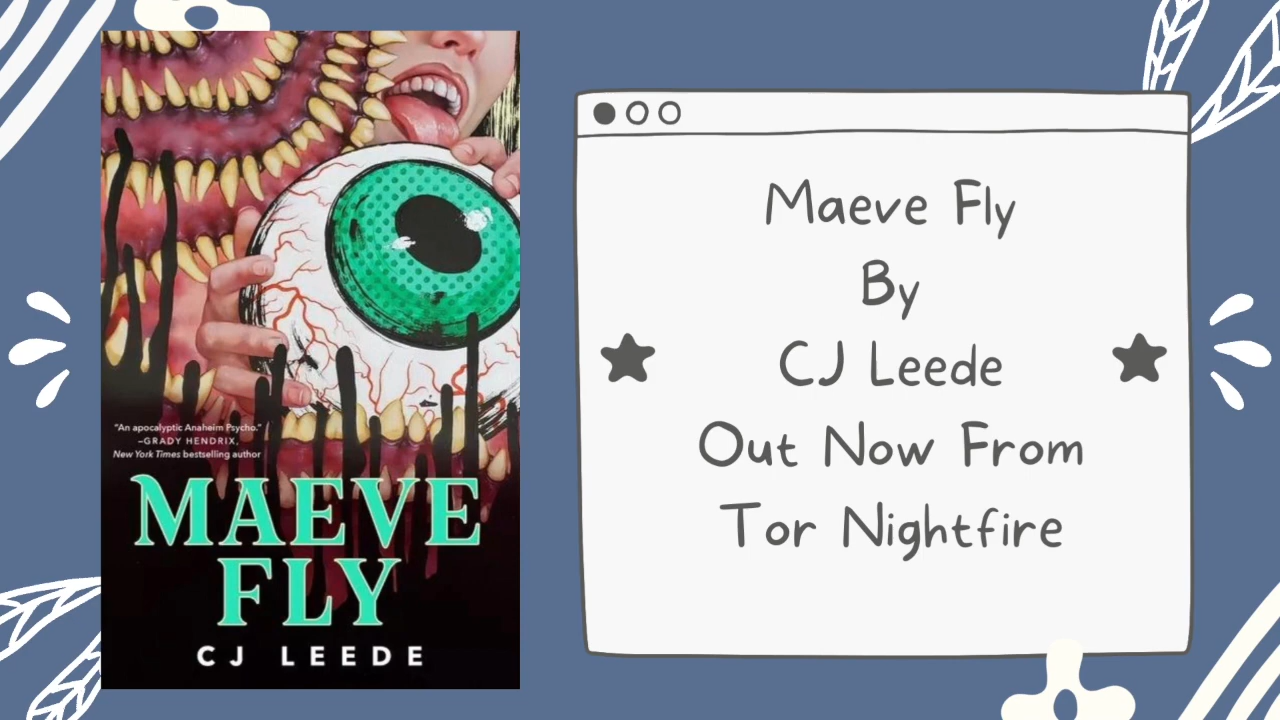 “An apocalyptic Anaheim Psycho.”
–GRADY HENDRIX,
New York Times bestselling author
MAEVE
FLY
CJ LEEDE
Maeve Fly
By
CJ Leede
Out Now From
Tor Nightfire